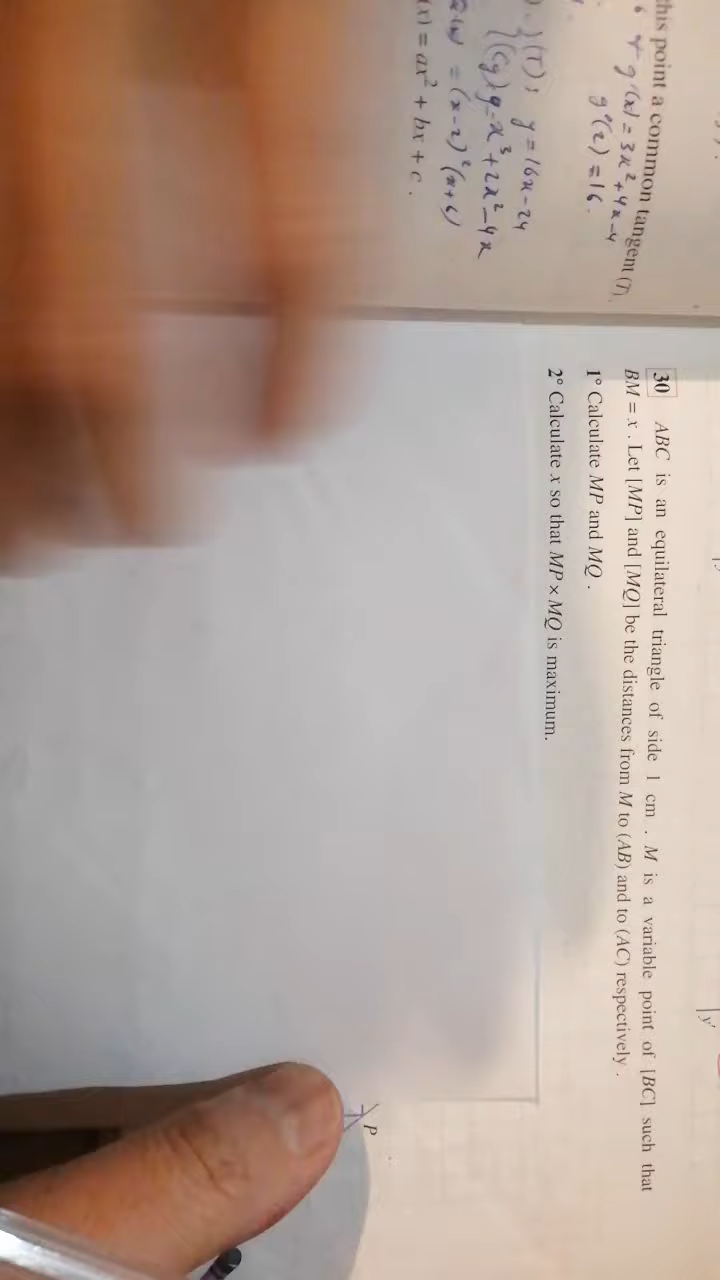 this point a common tangent (T)
g'(x) = 3x² + 4x - 4
g'(2) = 16.
(T): y = 16x - 24
(Cg) y = x³ + 2x² - 4x
= (x - 2)² (x + 6)
(x) = ax² + bx + c .
30 ABC is an equilateral triangle of side 1 cm . M is a variable point of [BC] such that
BM = x . Let [MP] and [MQ] be the distances from M to (AB) and to (AC) respectively .
1° Calculate MP and MQ .
2° Calculate x so that MP × MQ is maximum.
P
y'